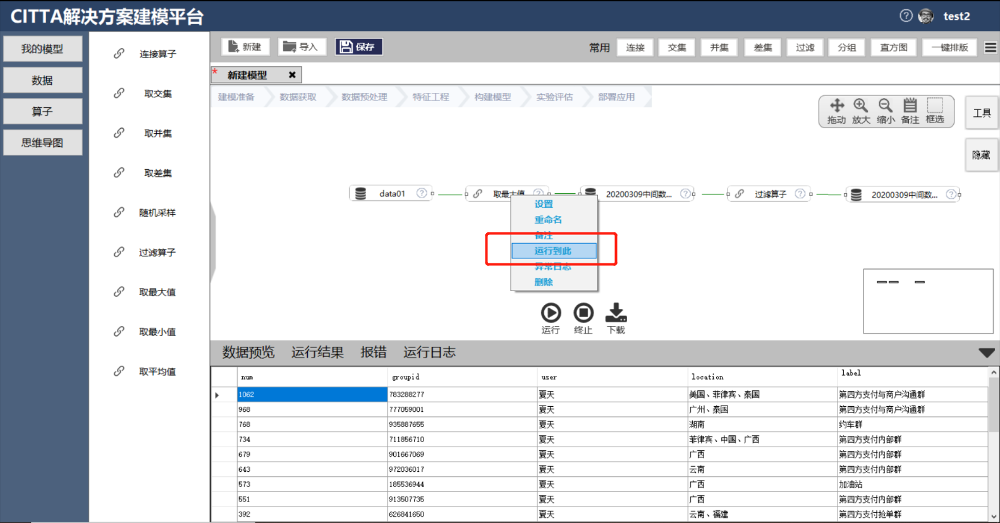 CITTA解决方案建模平台
? test2
我的模型
数据
算子
思维导图
连接算子
取交集
取并集
取差集
随机采样
过滤算子
取最大值
取最小值
取平均值
新建
导入
保存
常用
连接
交集
并集
差集
过滤
分组
直方图
一键排版
* 新建模型
建模准备
数据获取
数据预处理
特征工程
构建模型
实验评估
部署应用
拖动
放大
缩小
备注
框选
工具
隐藏
data01 ?
取最大值 ?
20200309中间数... ?
过滤算子 ?
20200309中间数... ?
设置
重命名
备注
运行到此
异常日志
删除
运行
终止
下载
数据预览 运行结果 报错 运行日志
num groupid user location label
1062 783288277 夏天 美国、菲律宾、泰国 第四方支付与商户沟通群
968 777059001 夏天 广州、泰国 第四方支付与商户沟通群
768 935887655 夏天 湖南 约车群
734 711856710 夏天 菲律宾、中国、广西 第四方支付内部群
679 901667069 夏天 广西 第四方支付内部群
643 972036017 夏天 云南 第四方支付内部群
573 185536944 夏天 广西 加油站
551 913507735 夏天 广西 第四方支付内部群
392 626841650 夏天 云南、福建 第四方支付抢单群